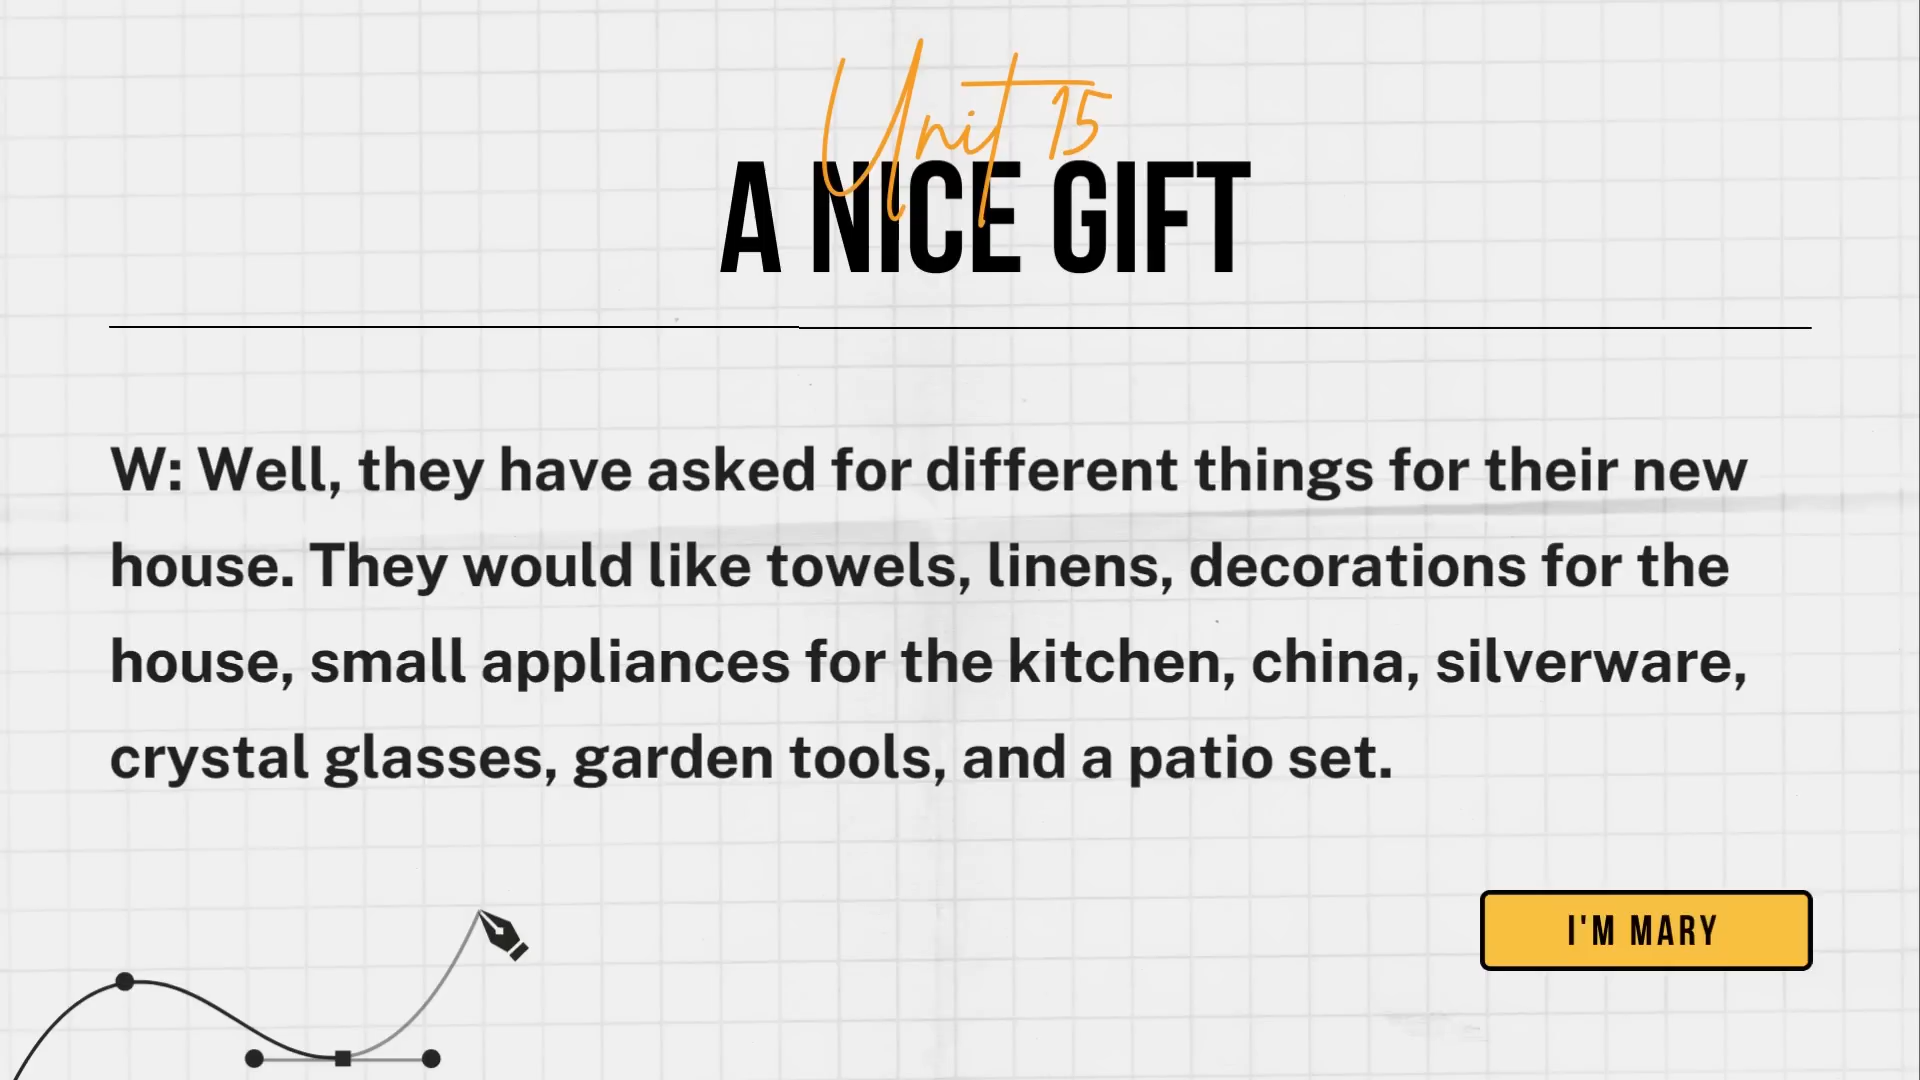 Unit 15
A NICE GIFT
W: Well, they have asked for different things for their new
house. They would like towels, linens, decorations for the
house, small appliances for the kitchen, china, silverware,
crystal glasses, garden tools, and a patio set.
I'M MARY